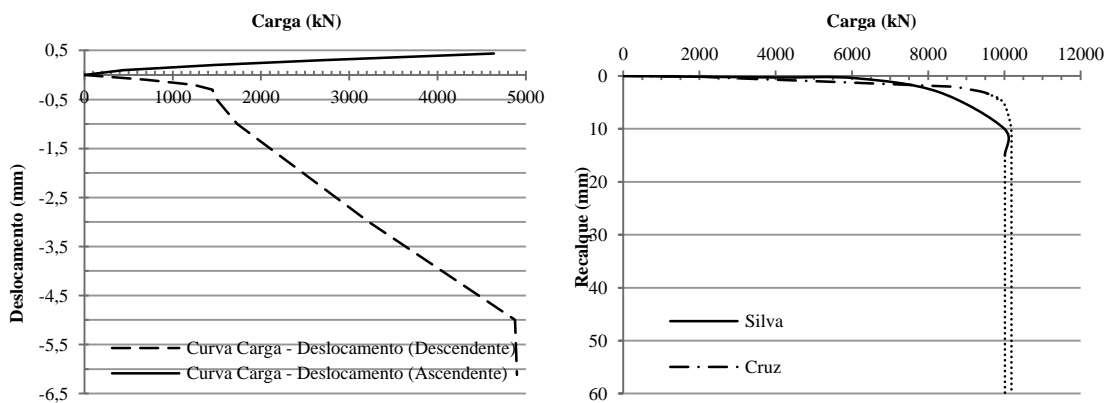 Carga (kN)
0,5
-0,5
-1,5
-2,5
-3,5
-4,5
-5,5
-6,5
0 1000 2000 3000 4000 5000
Deslocamento (mm)
Curva Carga - Deslocamento (Descendente)
Curva Carga - Deslocamento (Ascendente)
Carga (kN)
0 2000 4000 6000 8000 10000 12000
0
10
20
30
40
50
60
Recalque (mm)
Silva
Cruz